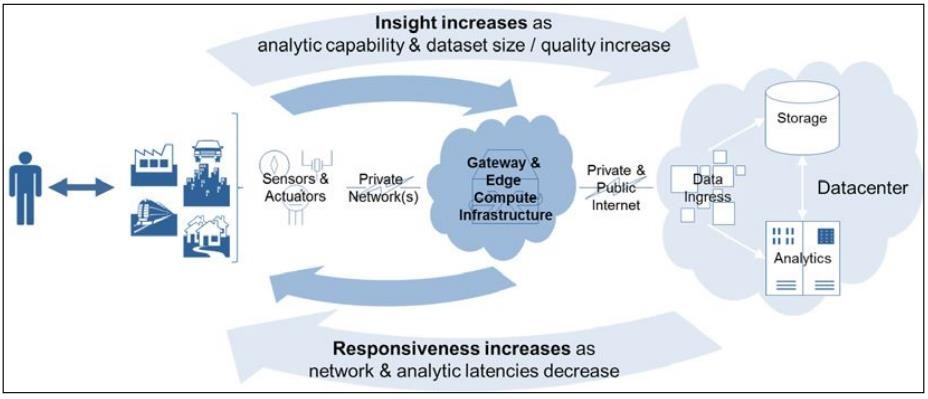 Insight increases as
analytic capability & dataset size / quality increase
Sensors &
Actuators
Private
Network(s)
Gateway &
Edge
Compute
Infrastructure
Private &
Public
Internet
Data
Ingress
Storage
Datacenter
Analytics
Responsiveness increases as
network & analytic latencies decrease